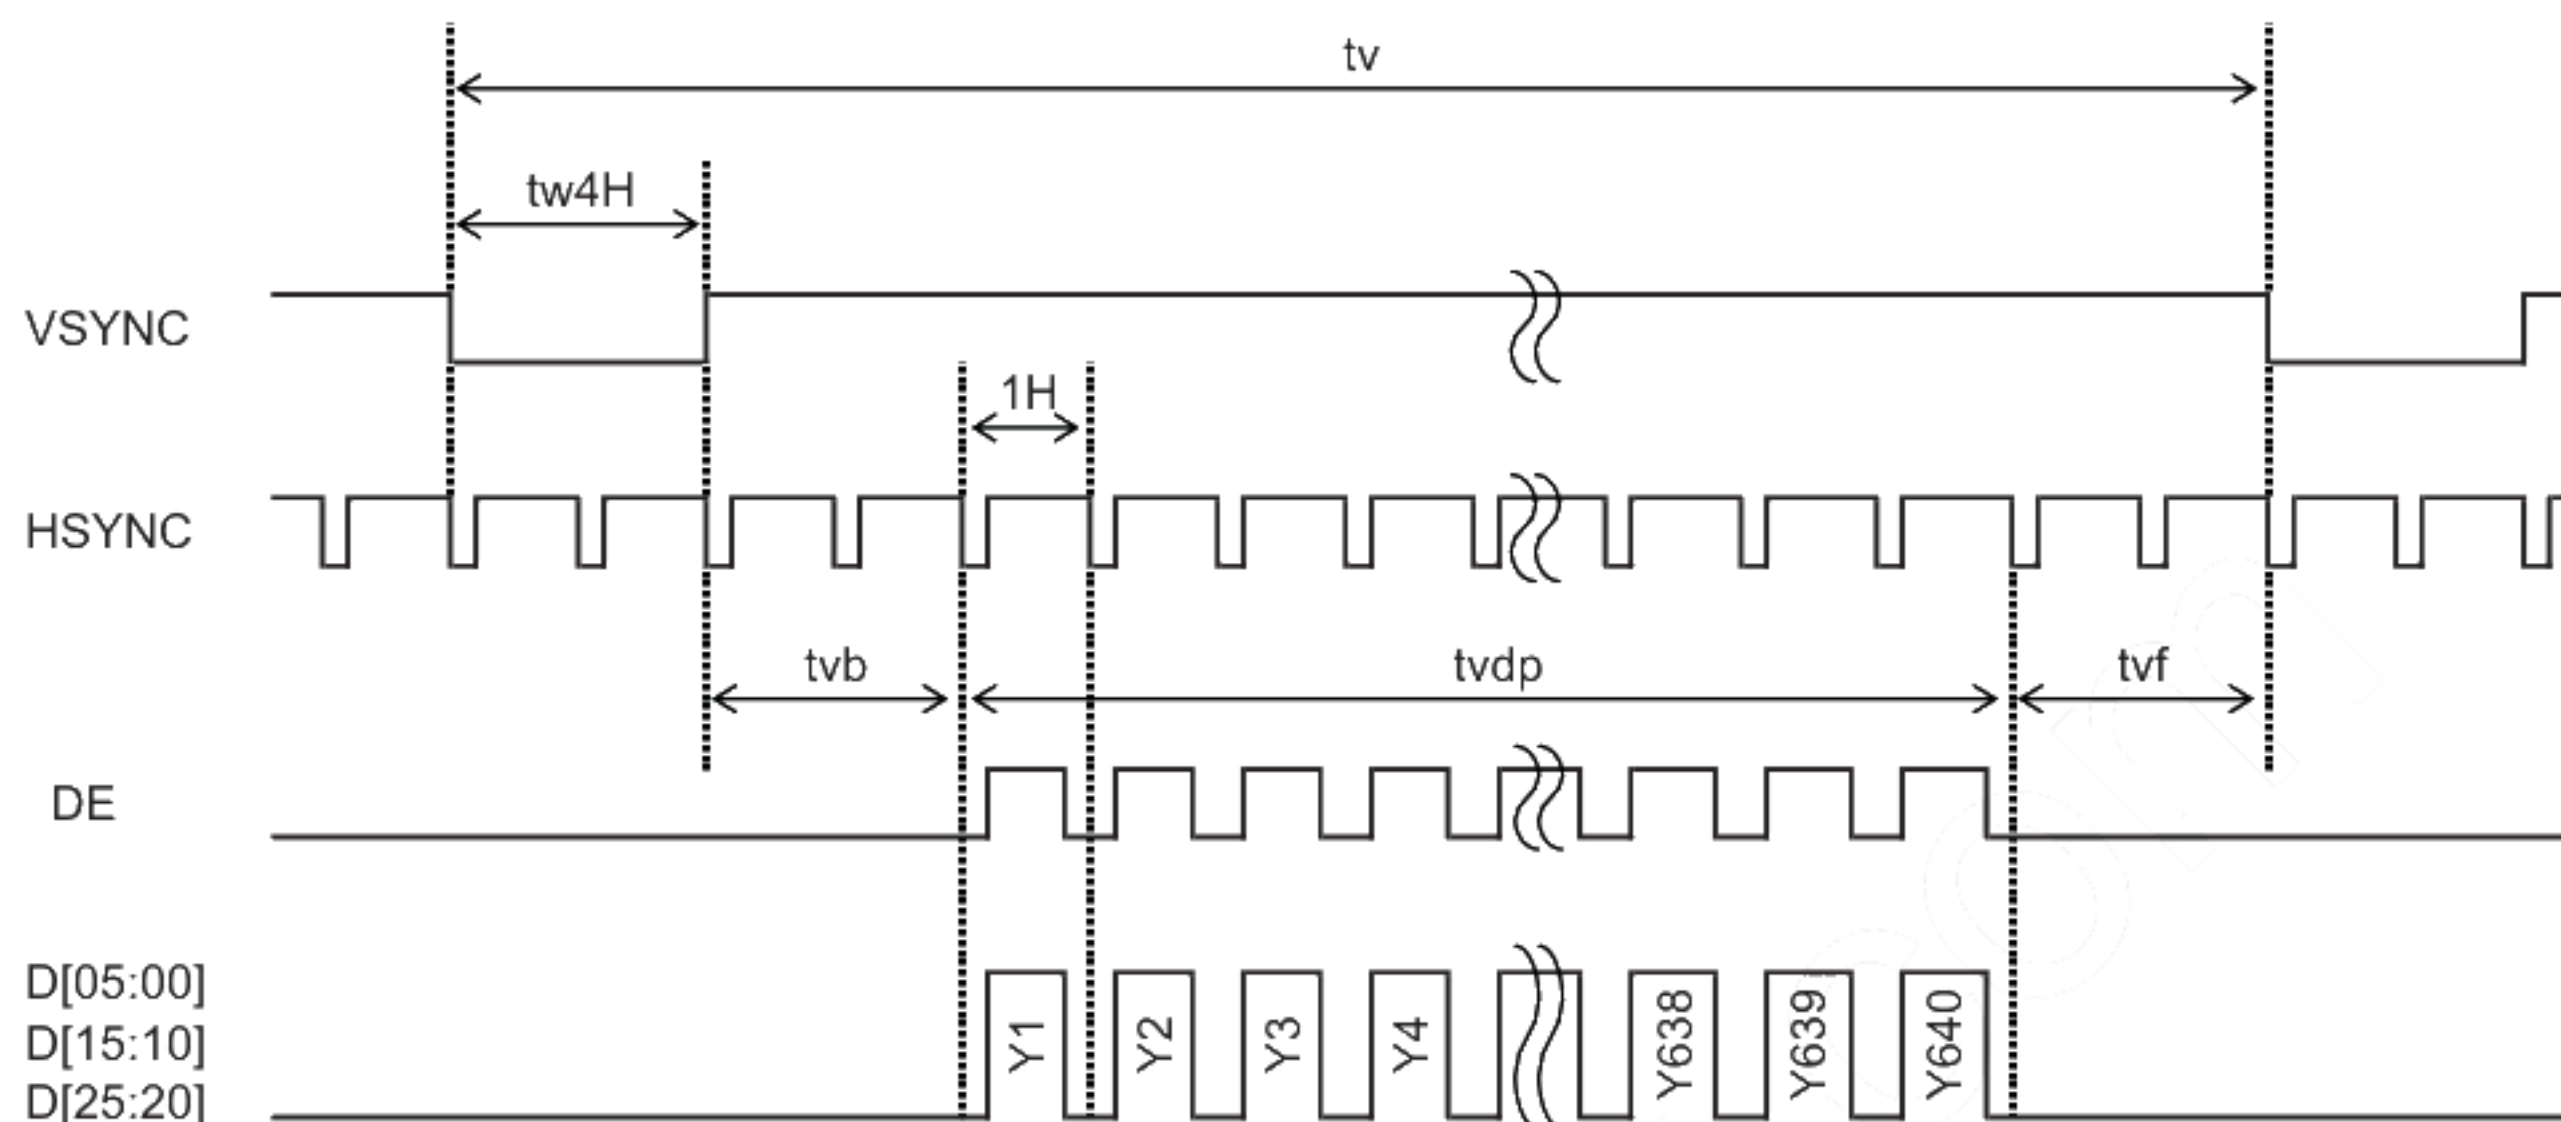 tv
tw4H
VSYNC
1H
HSYNC
tvb
tvdp
tvf
DE
D[05:00]
D[15:10]
D[25:20]
Y1
Y2
Y3
Y4
Y638
Y639
Y640